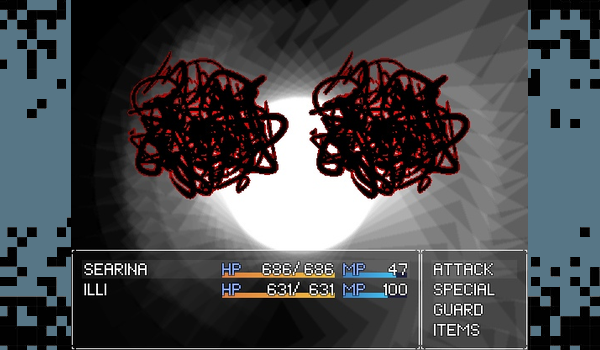 SEARINA HP 686/686 MP 47 ATTACK
ILLI HP 631/631 MP 100 SPECIAL
GUARD
ITEMS